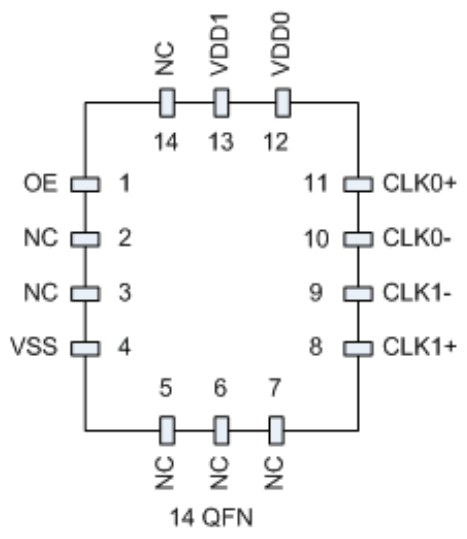 NC VDD1 VDD0
14 13 12
OE 1 11 CLK0+
NC 2 10 CLK0-
NC 3 9 CLK1-
VSS 4 8 CLK1+
5 6 7
NC NC NC
14 QFN